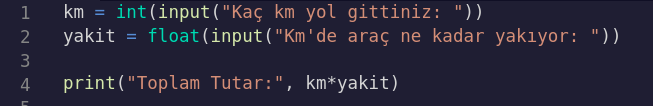 1 km = int(input("Kaç km yol gittiniz: "))
2 yakit = float(input("Km'de araç ne kadar yakıyor: "))
3
4 print("Toplam Tutar:", km*yakit)